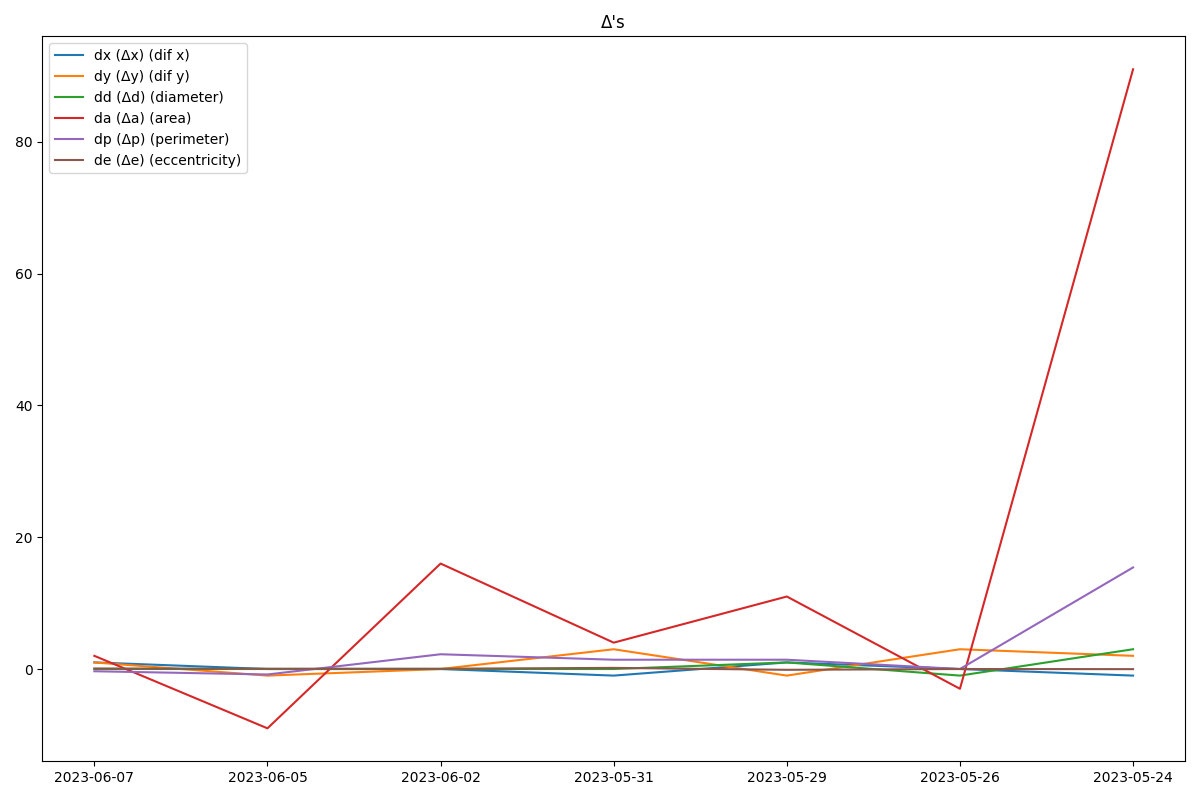 Δ's
dx (Δx) (dif x)
dy (Δy) (dif y)
dd (Δd) (diameter)
da (Δa) (area)
dp (Δp) (perimeter)
de (Δe) (eccentricity)
80
60
40
20
0
2023-06-07 2023-06-05 2023-06-02 2023-05-31 2023-05-29 2023-05-26 2023-05-24